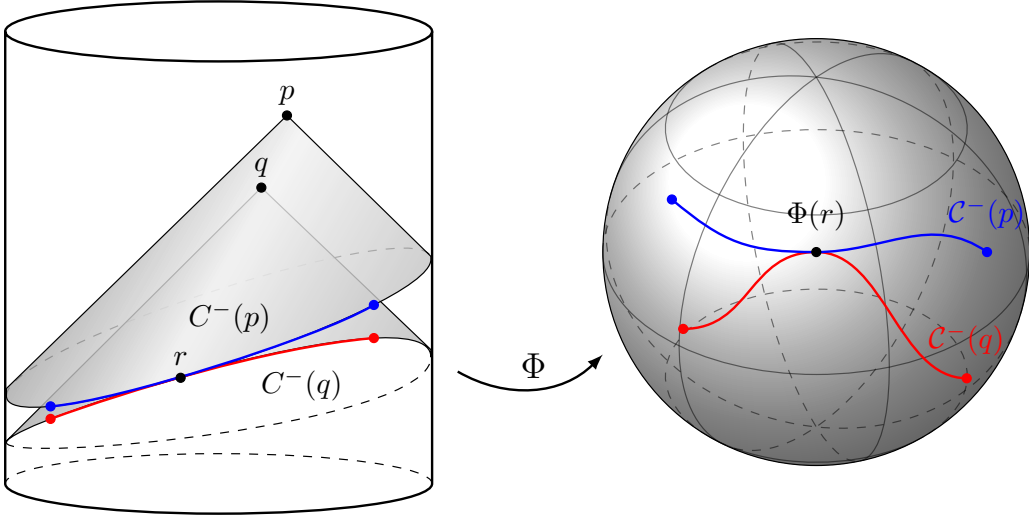 p
q
C⁻(p)
r
C⁻(q)
Φ
Φ(r)
𝒞⁻(p)
𝒞⁻(q)